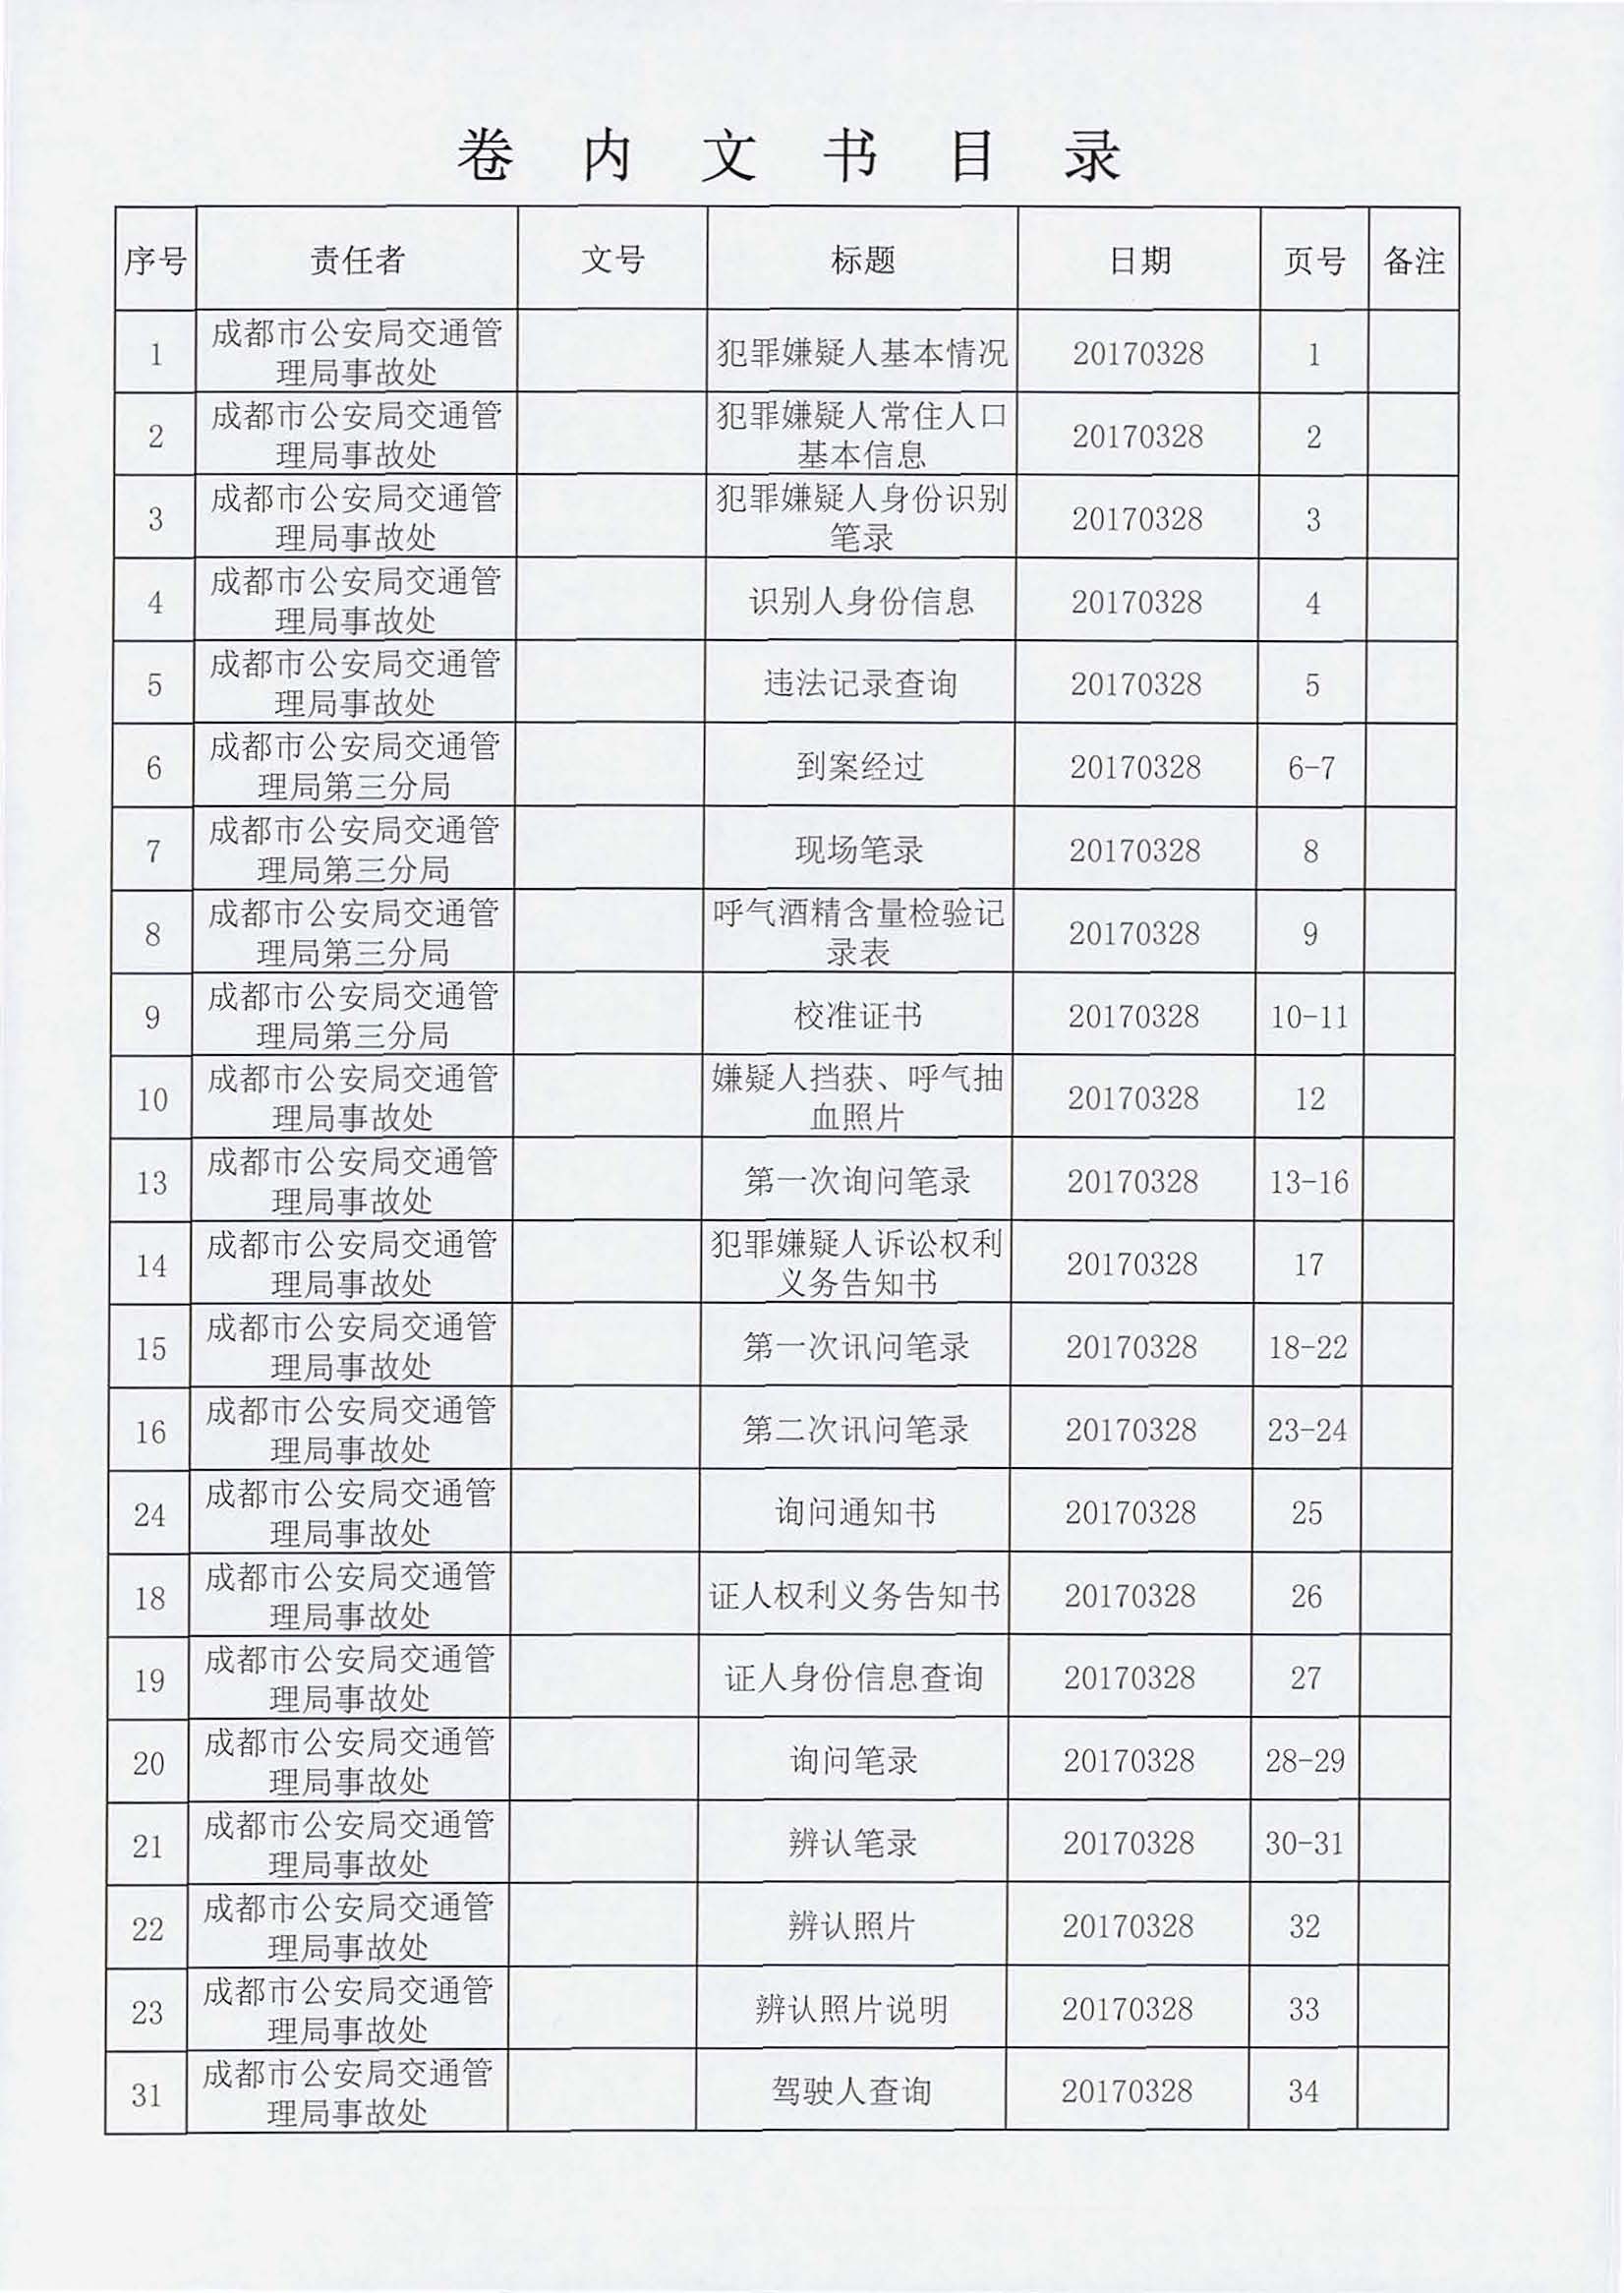 卷内文书目录
序号 责任者 文号 标题 日期 页号 备注
1 成都市公安局交通管理局事故处 犯罪嫌疑人基本情况 20170328 1
2 成都市公安局交通管理局事故处 犯罪嫌疑人常住人口基本信息 20170328 2
3 成都市公安局交通管理局事故处 犯罪嫌疑人身份识别笔录 20170328 3
4 成都市公安局交通管理局事故处 识别人身份信息 20170328 4
5 成都市公安局交通管理局事故处 违法记录查询 20170328 5
6 成都市公安局交通管理局第三分局 到案经过 20170328 6-7
7 成都市公安局交通管理局第三分局 现场笔录 20170328 8
8 成都市公安局交通管理局第三分局 呼气酒精含量检验记录表 20170328 9
9 成都市公安局交通管理局第三分局 校准证书 20170328 10-11
10 成都市公安局交通管理局事故处 嫌疑人挡获、呼气抽血照片 20170328 12
13 成都市公安局交通管理局事故处 第一次询问笔录 20170328 13-16
14 成都市公安局交通管理局事故处 犯罪嫌疑人诉讼权利义务告知书 20170328 17
15 成都市公安局交通管理局事故处 第一次讯问笔录 20170328 18-22
16 成都市公安局交通管理局事故处 第二次讯问笔录 20170328 23-24
24 成都市公安局交通管理局事故处 询问通知书 20170328 25
18 成都市公安局交通管理局事故处 证人权利义务告知书 20170328 26
19 成都市公安局交通管理局事故处 证人身份信息查询 20170328 27
20 成都市公安局交通管理局事故处 询问笔录 20170328 28-29
21 成都市公安局交通管理局事故处 辨认笔录 20170328 30-31
22 成都市公安局交通管理局事故处 辨认照片 20170328 32
23 成都市公安局交通管理局事故处 辨认照片说明 20170328 33
31 成都市公安局交通管理局事故处 驾驶人查询 20170328 34